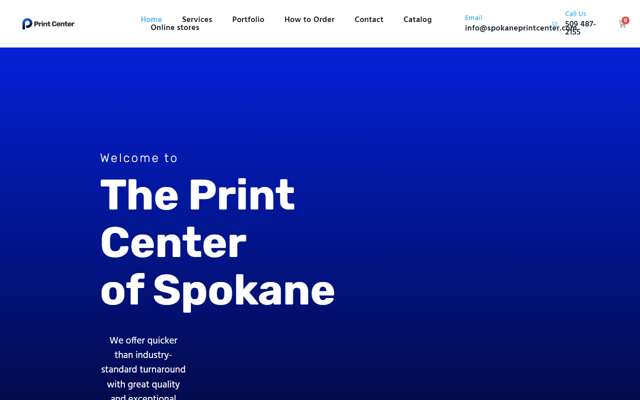 Print Center
Home Services Portfolio How to Order Contact Catalog
Online stores
Email
info@spokaneprintcenter.com
Call Us
509 487-
2155
0
Welcome to
The Print
Center
of Spokane
We offer quicker
than industry-
standard turnaround
with great quality
and exceptional